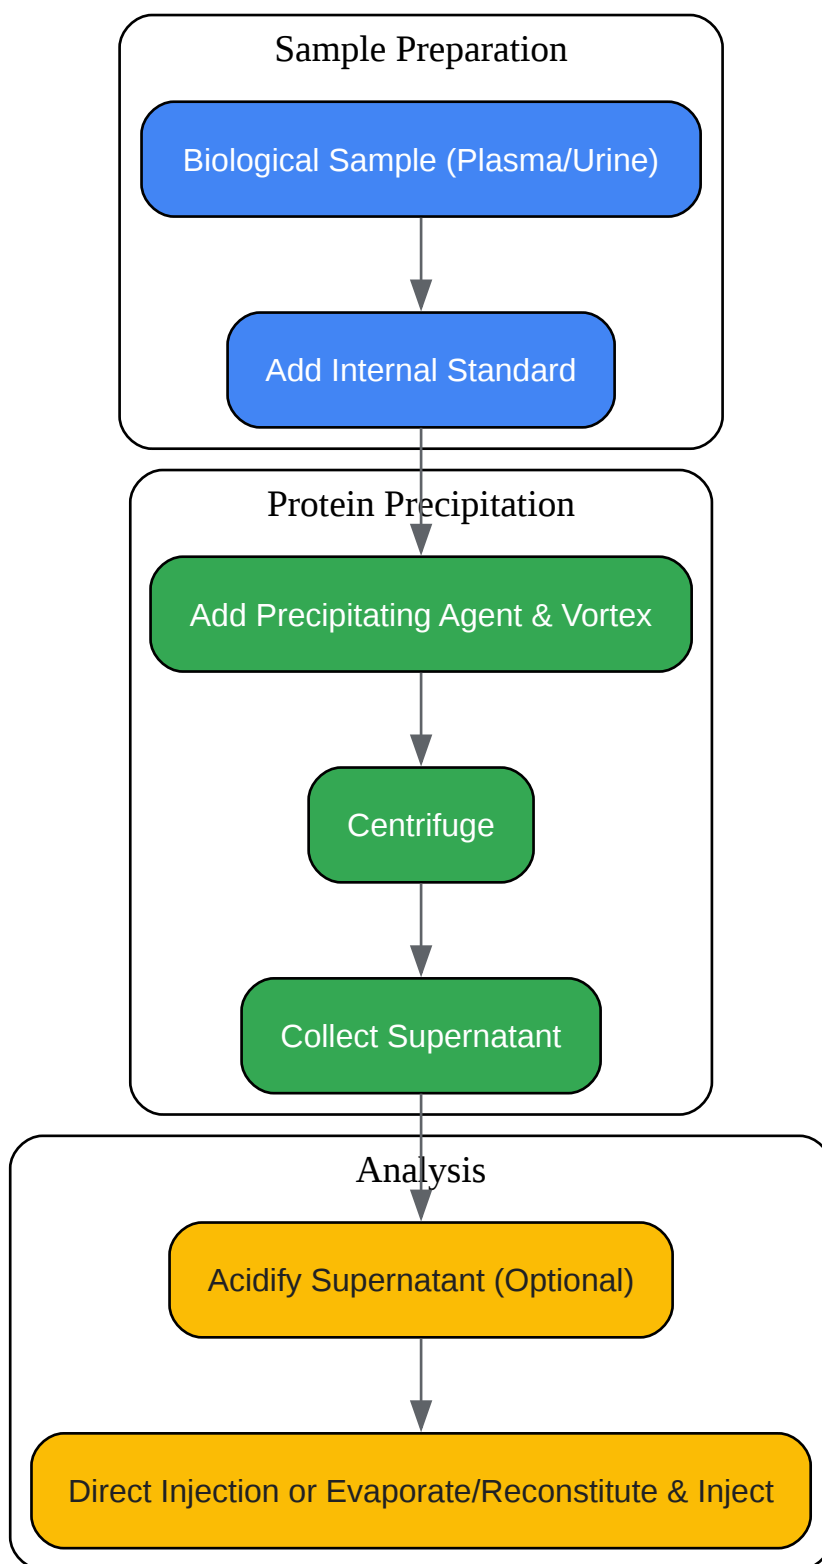 Sample Preparation
Biological Sample (Plasma/Urine)
Add Internal Standard
Protein Precipitation
Add Precipitating Agent & Vortex
Centrifuge
Collect Supernatant
Analysis
Acidify Supernatant (Optional)
Direct Injection or Evaporate/Reconstitute & Inject